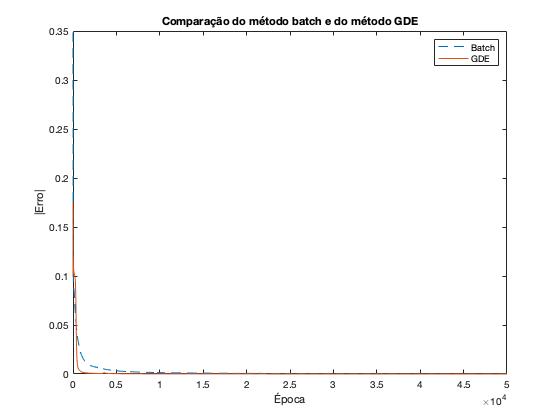 Comparação do método batch e do método GDE
Batch
GDE
|Erro|
0.35
0.3
0.25
0.2
0.15
0.1
0.05
0
0 0.5 1 1.5 2 2.5 3 3.5 4 4.5 5
Época
×10⁴